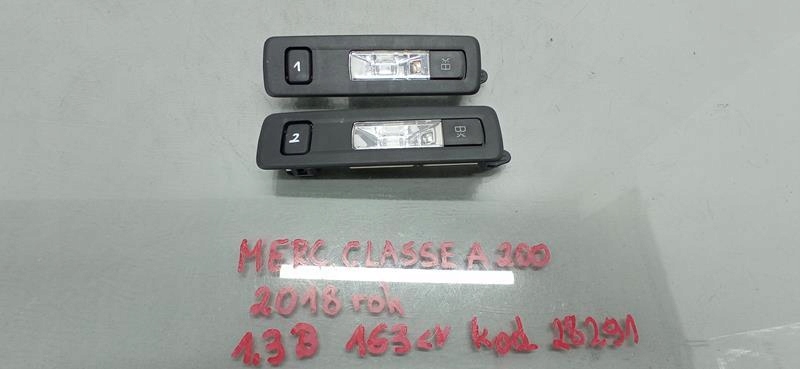 1
2
MERC CLASSE A 200
2018 rok
1.3 B 163 cv kod 28291